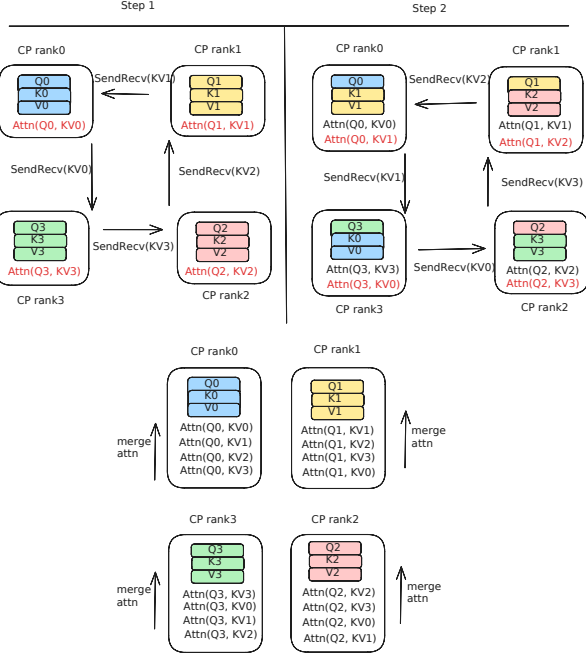 Step 1
Step 2
CP rank0
CP rank1
Q0
K0
V0
Attn(Q0, KV0)
SendRecv(KV1)
Q1
K1
V1
Attn(Q1, KV1)
SendRecv(KV0)
SendRecv(KV2)
Q3
K3
V3
Attn(Q3, KV3)
SendRecv(KV3)
Q2
K2
V2
Attn(Q2, KV2)
CP rank3
CP rank2
CP rank0
CP rank1
Q0
K1
V1
Attn(Q0, KV0)
Attn(Q0, KV1)
SendRecv(KV2)
Q1
K2
V2
Attn(Q1, KV1)
Attn(Q1, KV2)
SendRecv(KV1)
SendRecv(KV3)
Q3
K0
V0
Attn(Q3, KV3)
Attn(Q3, KV0)
SendRecv(KV0)
Q2
K3
V3
Attn(Q2, KV2)
Attn(Q2, KV3)
CP rank3
CP rank2
CP rank0
Q0
K0
V0
Attn(Q0, KV0)
Attn(Q0, KV1)
Attn(Q0, KV2)
Attn(Q0, KV3)
merge
attn
CP rank1
Q1
K1
V1
Attn(Q1, KV1)
Attn(Q1, KV2)
Attn(Q1, KV3)
Attn(Q1, KV0)
merge
attn
CP rank3
Q3
K3
V3
Attn(Q3, KV3)
Attn(Q3, KV0)
Attn(Q3, KV1)
Attn(Q3, KV2)
merge
attn
CP rank2
Q2
K2
V2
Attn(Q2, KV2)
Attn(Q2, KV3)
Attn(Q2, KV0)
Attn(Q2, KV1)
merge
attn